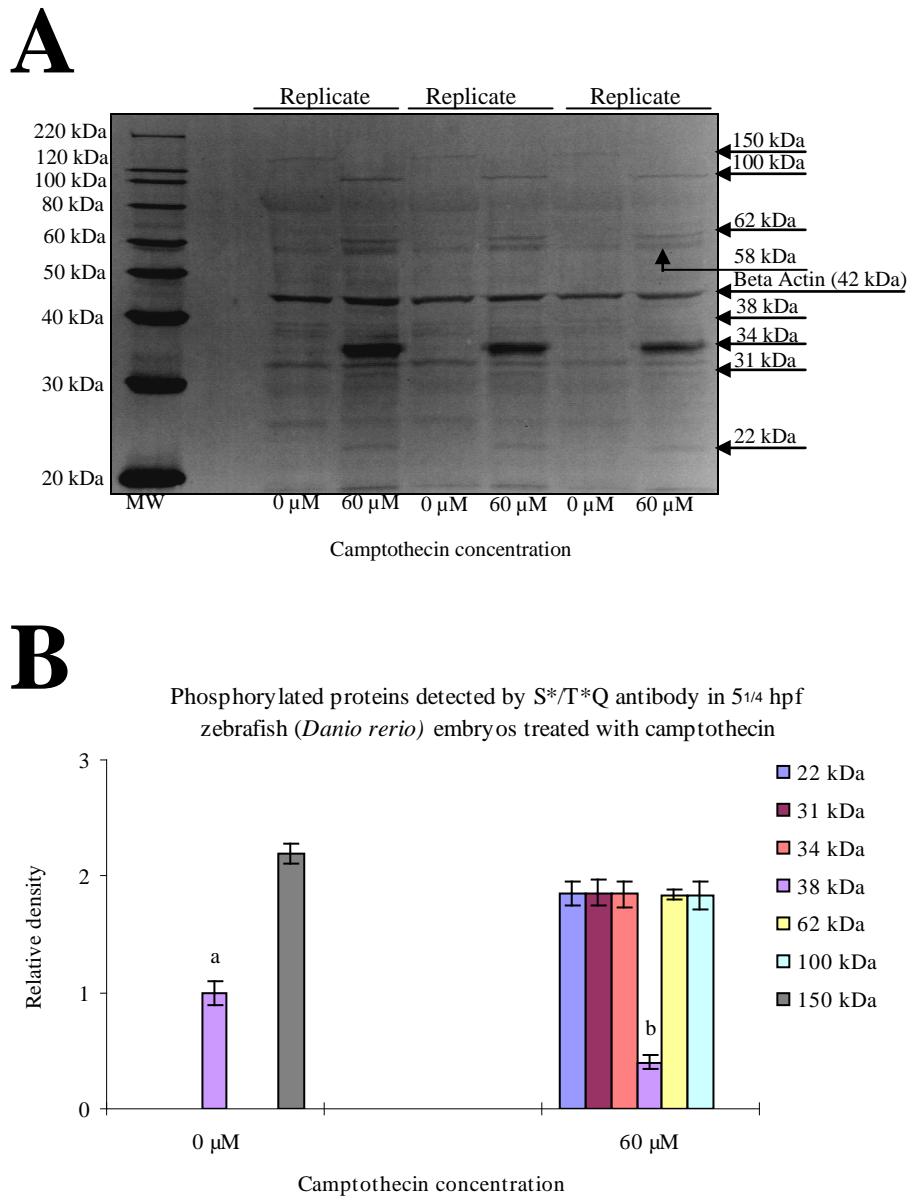 A
Replicate Replicate Replicate
220 kDa
120 kDa
100 kDa
80 kDa
60 kDa
50 kDa
40 kDa
30 kDa
20 kDa
150 kDa
100 kDa
62 kDa
58 kDa
Beta Actin (42 kDa)
38 kDa
34 kDa
31 kDa
22 kDa
MW 0 µM 60 µM 0 µM 60 µM 0 µM 60 µM
Camptothecin concentration
B
Phosphorylated proteins detected by S*/T*Q antibody in 5 1/4 hpf
zebrafish (Danio rerio) embryos treated with camptothecin
Relative density
3
2
1
0
a
b
0 µM 60 µM
Camptothecin concentration
22 kDa
31 kDa
34 kDa
38 kDa
62 kDa
100 kDa
150 kDa